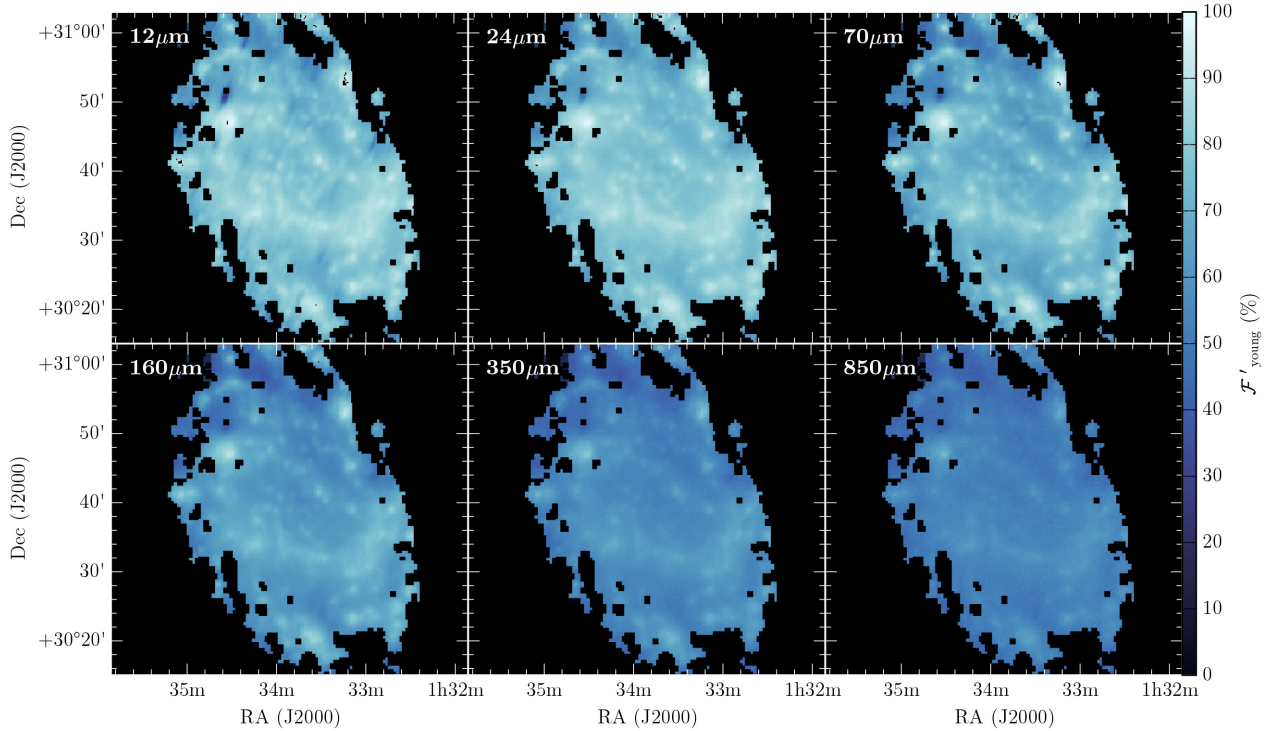 12μm
24μm
70μm
160μm
350μm
850μm
+31°00'
50'
40'
30'
+30°20'
Dec (J2000)
+31°00'
50'
40'
30'
+30°20'
Dec (J2000)
35m 34m 33m 1h32m
35m 34m 33m 1h32m
35m 34m 33m 1h32m
RA (J2000)
RA (J2000)
RA (J2000)
100
90
80
70
60
50
40
30
20
10
0
𝓕′young (%)